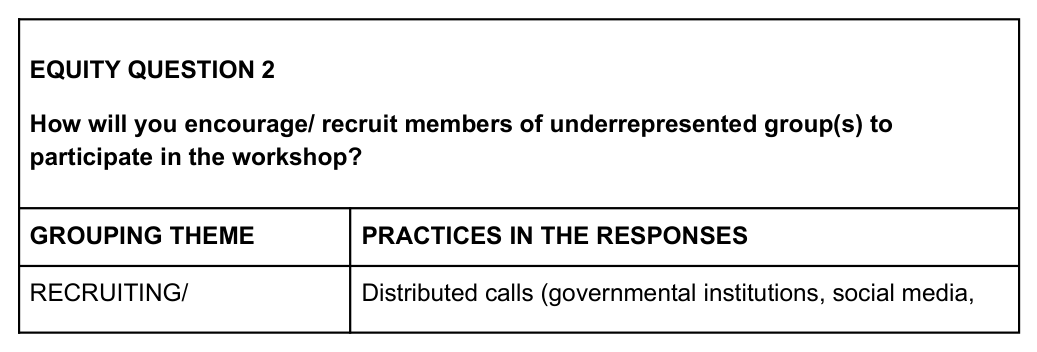 EQUITY QUESTION 2
How will you encourage/ recruit members of underrepresented group(s) to
participate in the workshop?
GROUPING THEME
PRACTICES IN THE RESPONSES
RECRUITING/
Distributed calls (governmental institutions, social media,